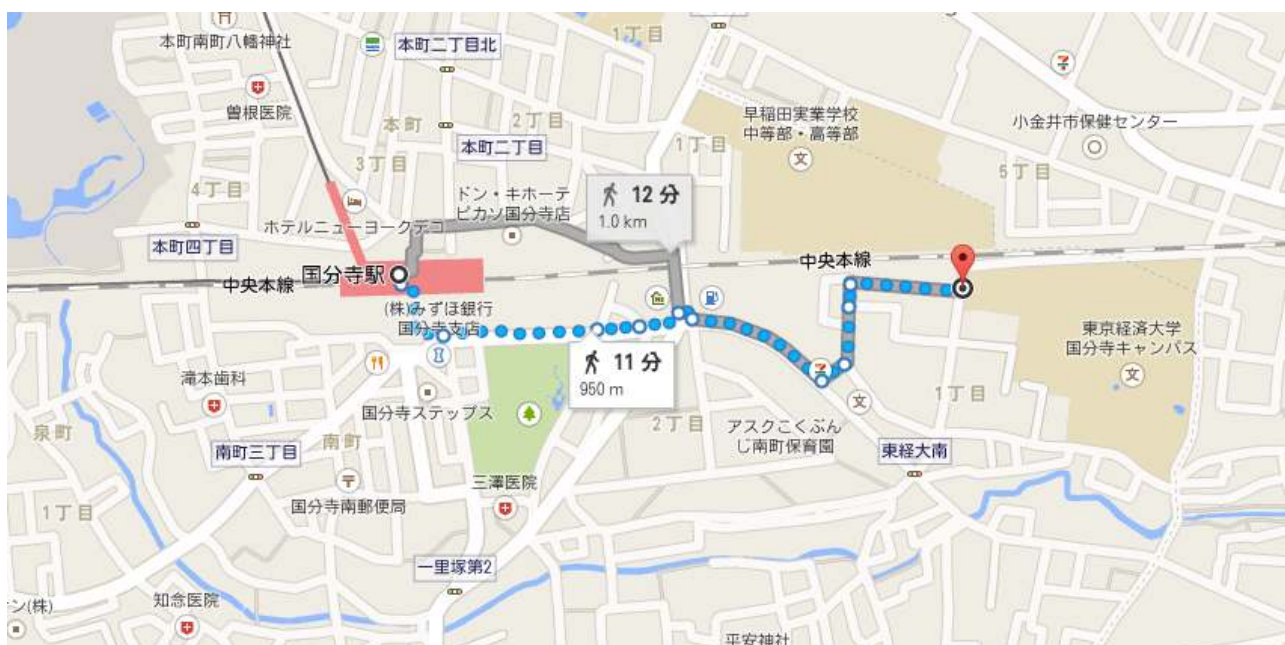 本町南町八幡神社
本町二丁目北
1丁目
曽根医院
本町
2丁目
早稲田実業学校
中等部・高等部
小金井市保健センター
3丁目
本町二丁目
1丁目
5丁目
4丁目
ドン・キホーテ
ピカソ国分寺店
12 分
1.0 km
ホテルニューヨークデコ
本町四丁目
中央本線
国分寺駅
中央本線
(株)みずほ銀行
国分寺支店
東京経済大学
国分寺キャンパス
11 分
950 m
滝本歯科
国分寺ステップス
1丁目
2丁目
アスクこくぶん
じ南町保育園
泉町
南町
南町三丁目
東経大南
三澤医院
国分寺南郵便局
1丁目
一里塚第2
ン(株)
知念医院
平安神社